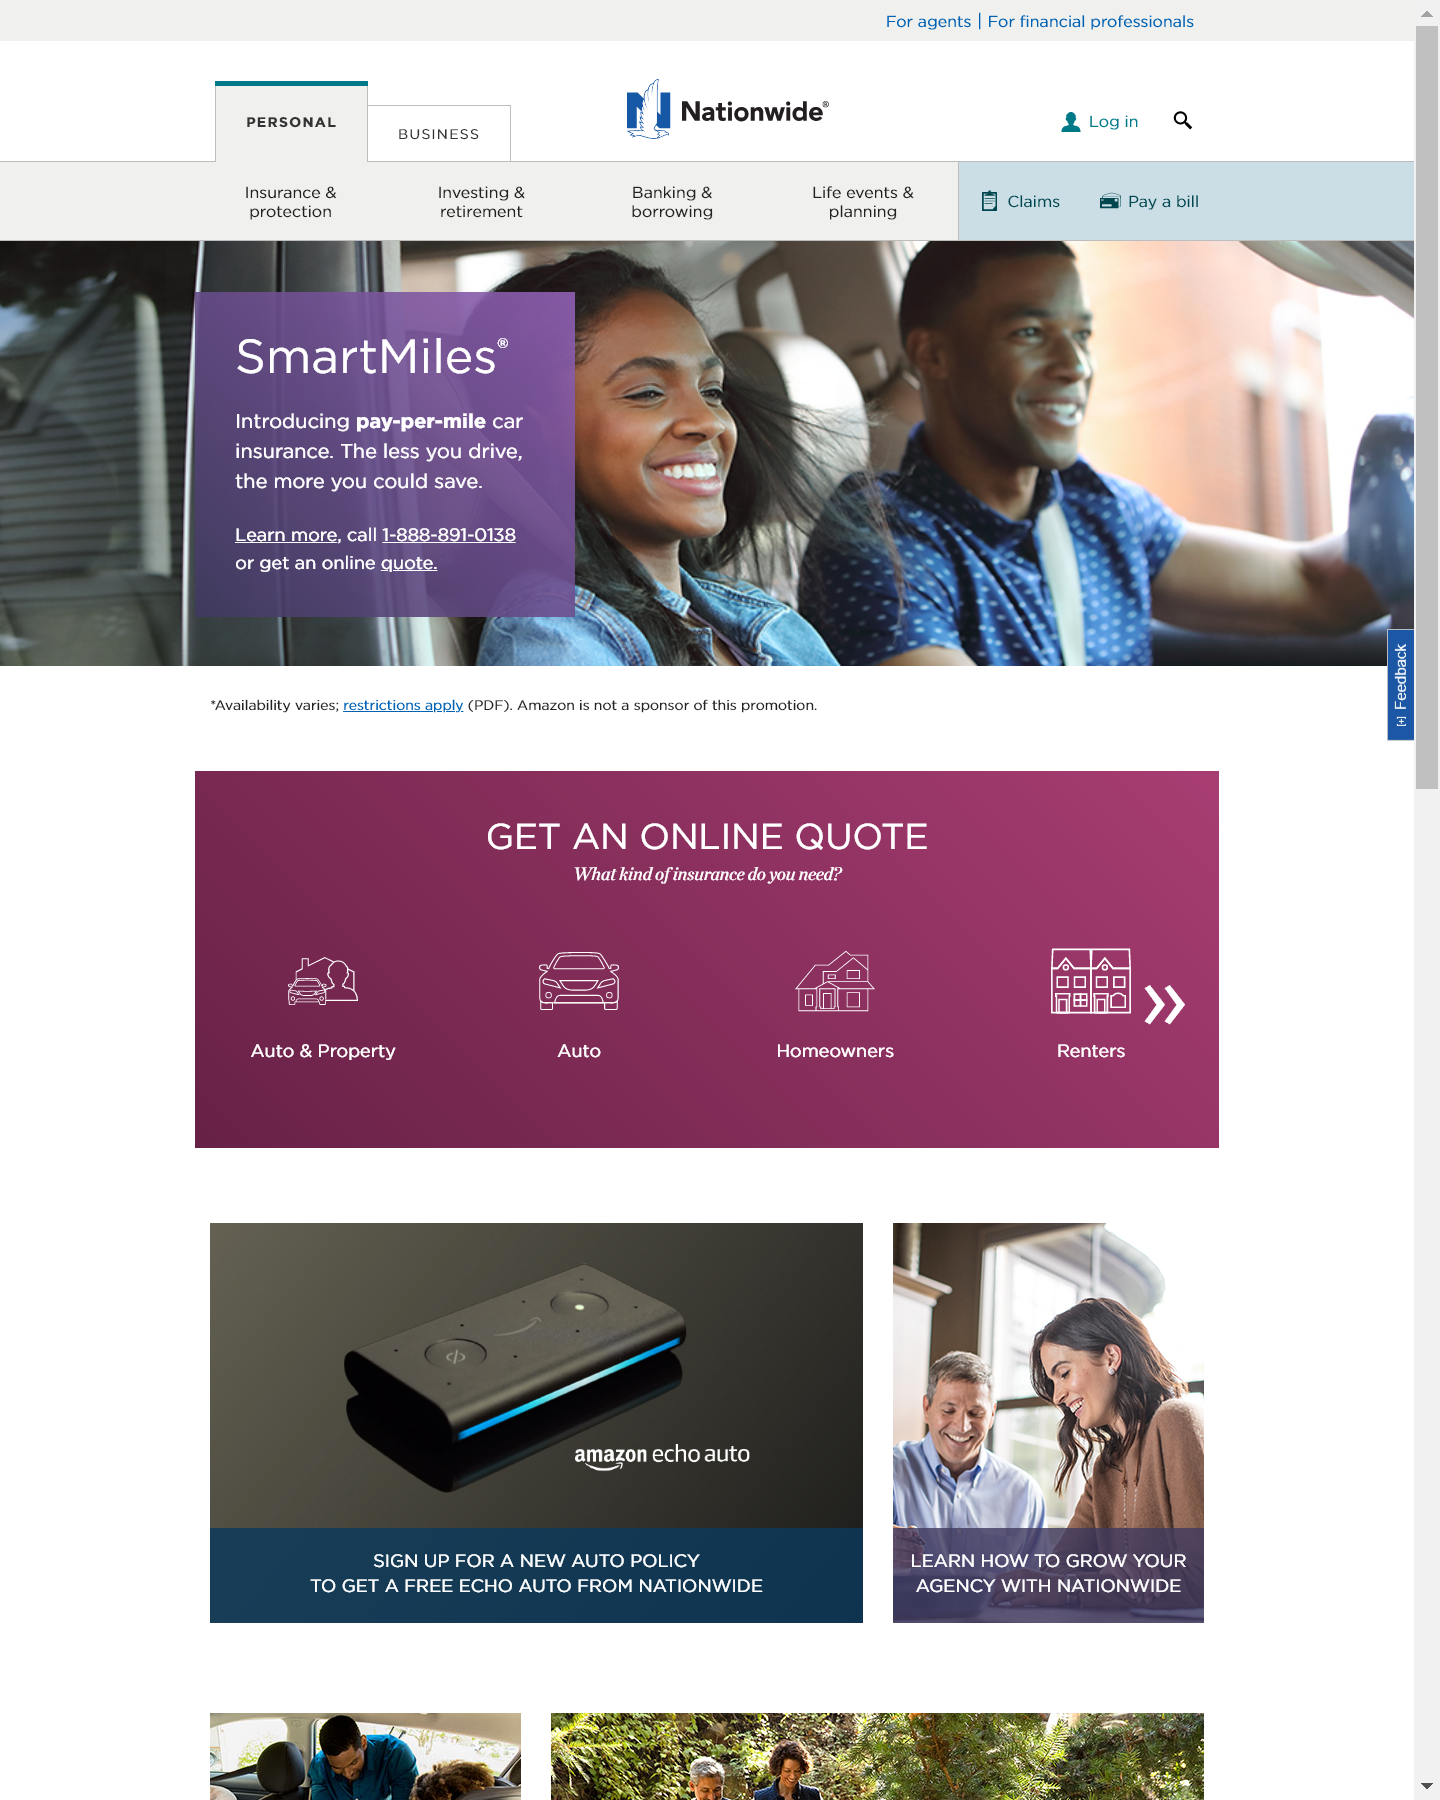 For agents | For financial professionals
PERSONAL
BUSINESS
Nationwide®
Log in
Insurance &
protection
Investing &
retirement
Banking &
borrowing
Life events &
planning
Claims
Pay a bill
SmartMiles®
Introducing pay-per-mile car
insurance. The less you drive,
the more you could save.
Learn more, call 1-888-891-0138
or get an online quote.
[+] Feedback
*Availability varies; restrictions apply (PDF). Amazon is not a sponsor of this promotion.
GET AN ONLINE QUOTE
What kind of insurance do you need?
Auto & Property
Auto
Homeowners
Renters
amazon echo auto
SIGN UP FOR A NEW AUTO POLICY
TO GET A FREE ECHO AUTO FROM NATIONWIDE
LEARN HOW TO GROW YOUR
AGENCY WITH NATIONWIDE